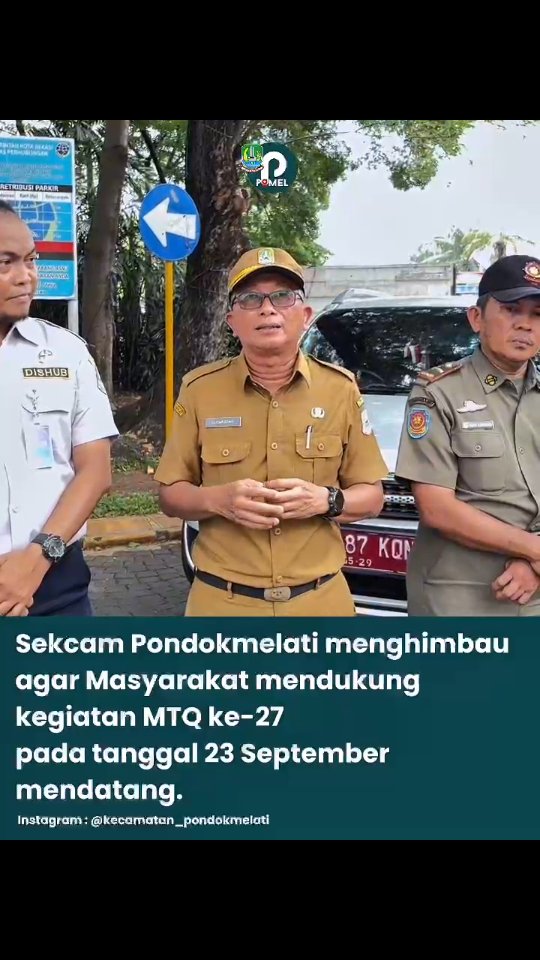 RETRIBUSI PARKIR
POMEL
DISHUB
87 KQN
5-29
Sekcam Pondokmelati menghimbau
agar Masyarakat mendukung
kegiatan MTQ ke-27
pada tanggal 23 September
mendatang.
Instagram : @kecamatan_pondokmelati